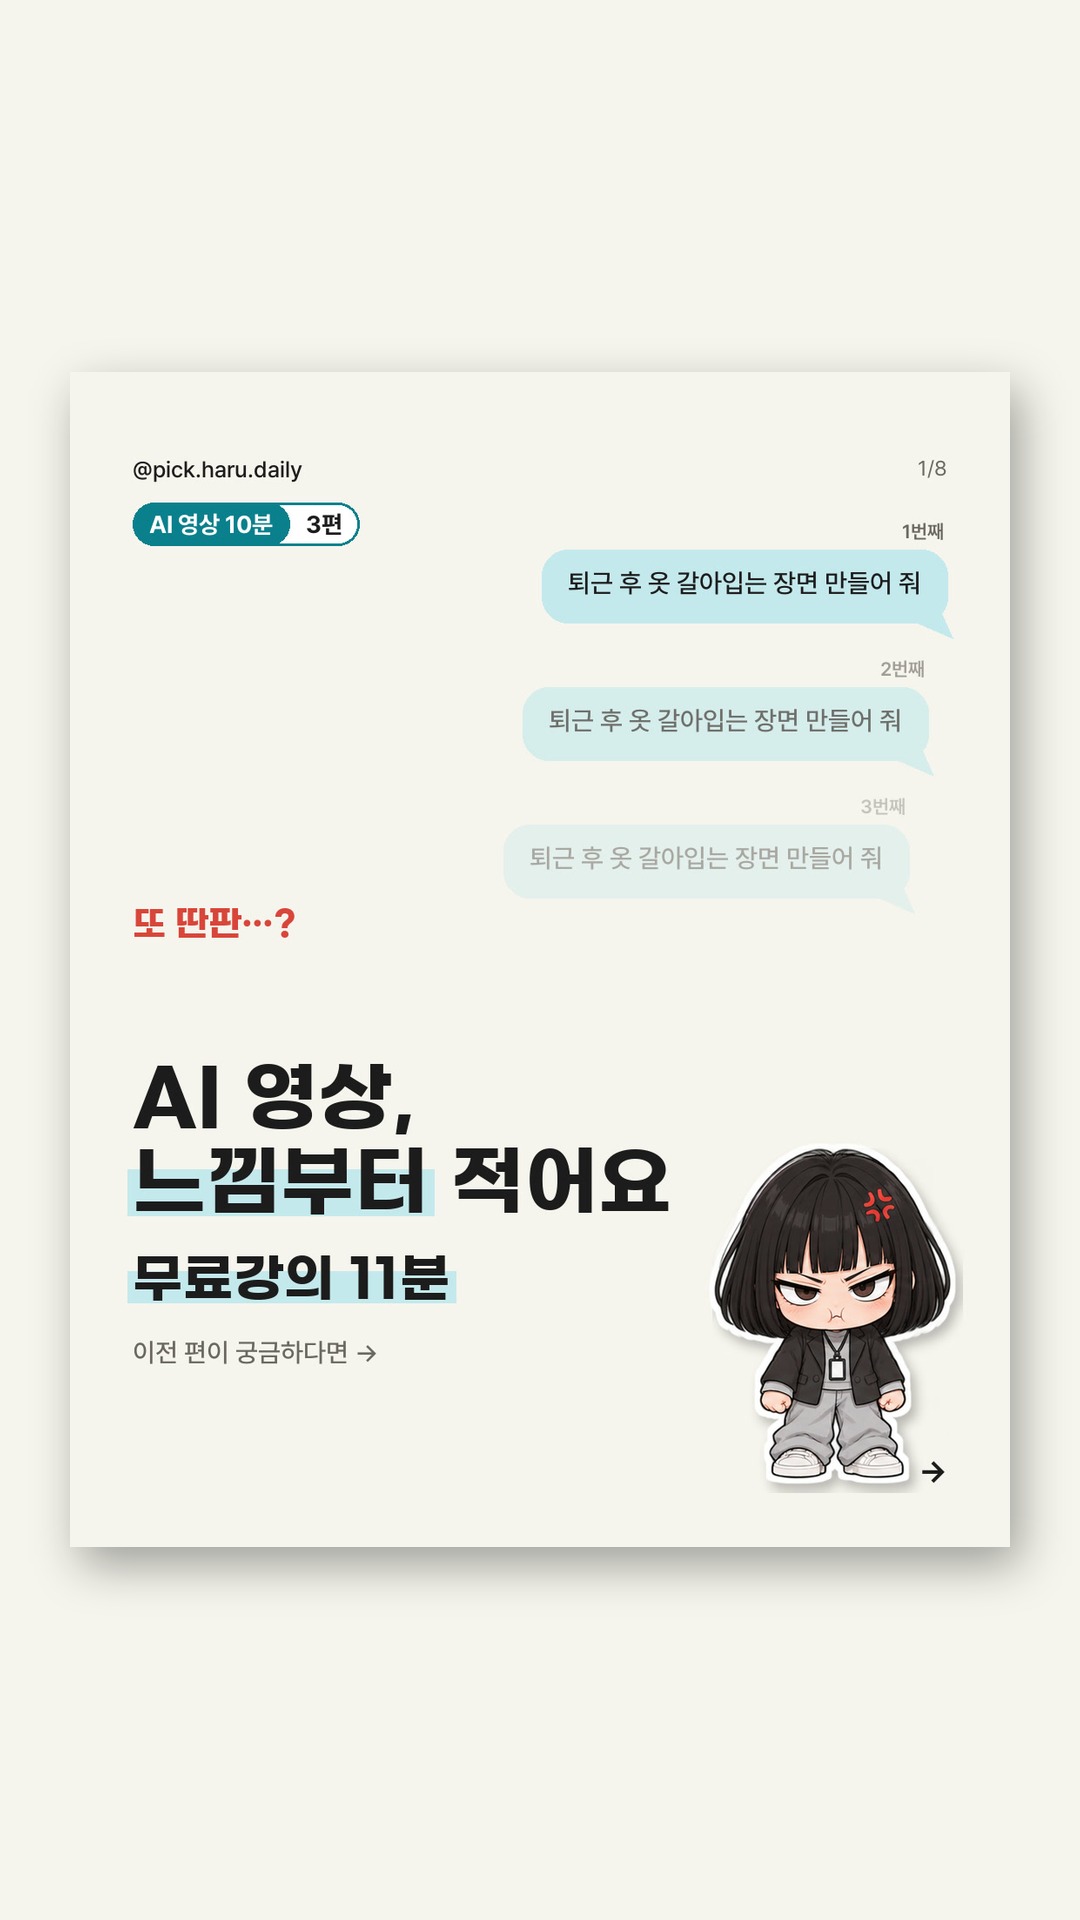 @pick.haru.daily
1/8
AI 영상 10분 3편
1번째
퇴근 후 옷 갈아입는 장면 만들어 줘
2번째
퇴근 후 옷 갈아입는 장면 만들어 줘
3번째
퇴근 후 옷 갈아입는 장면 만들어 줘
또 딴판…?
AI 영상,
느낌부터 적어요
무료강의 11분
이전 편이 궁금하다면 →
→